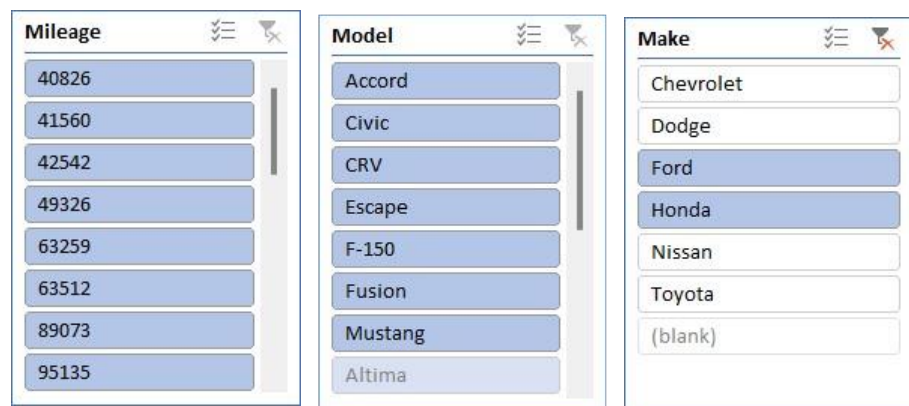 Mileage
40826
41560
42542
49326
63259
63512
89073
95135
Model
Accord
Civic
CRV
Escape
F-150
Fusion
Mustang
Altima
Make
Chevrolet
Dodge
Ford
Honda
Nissan
Toyota
(blank)